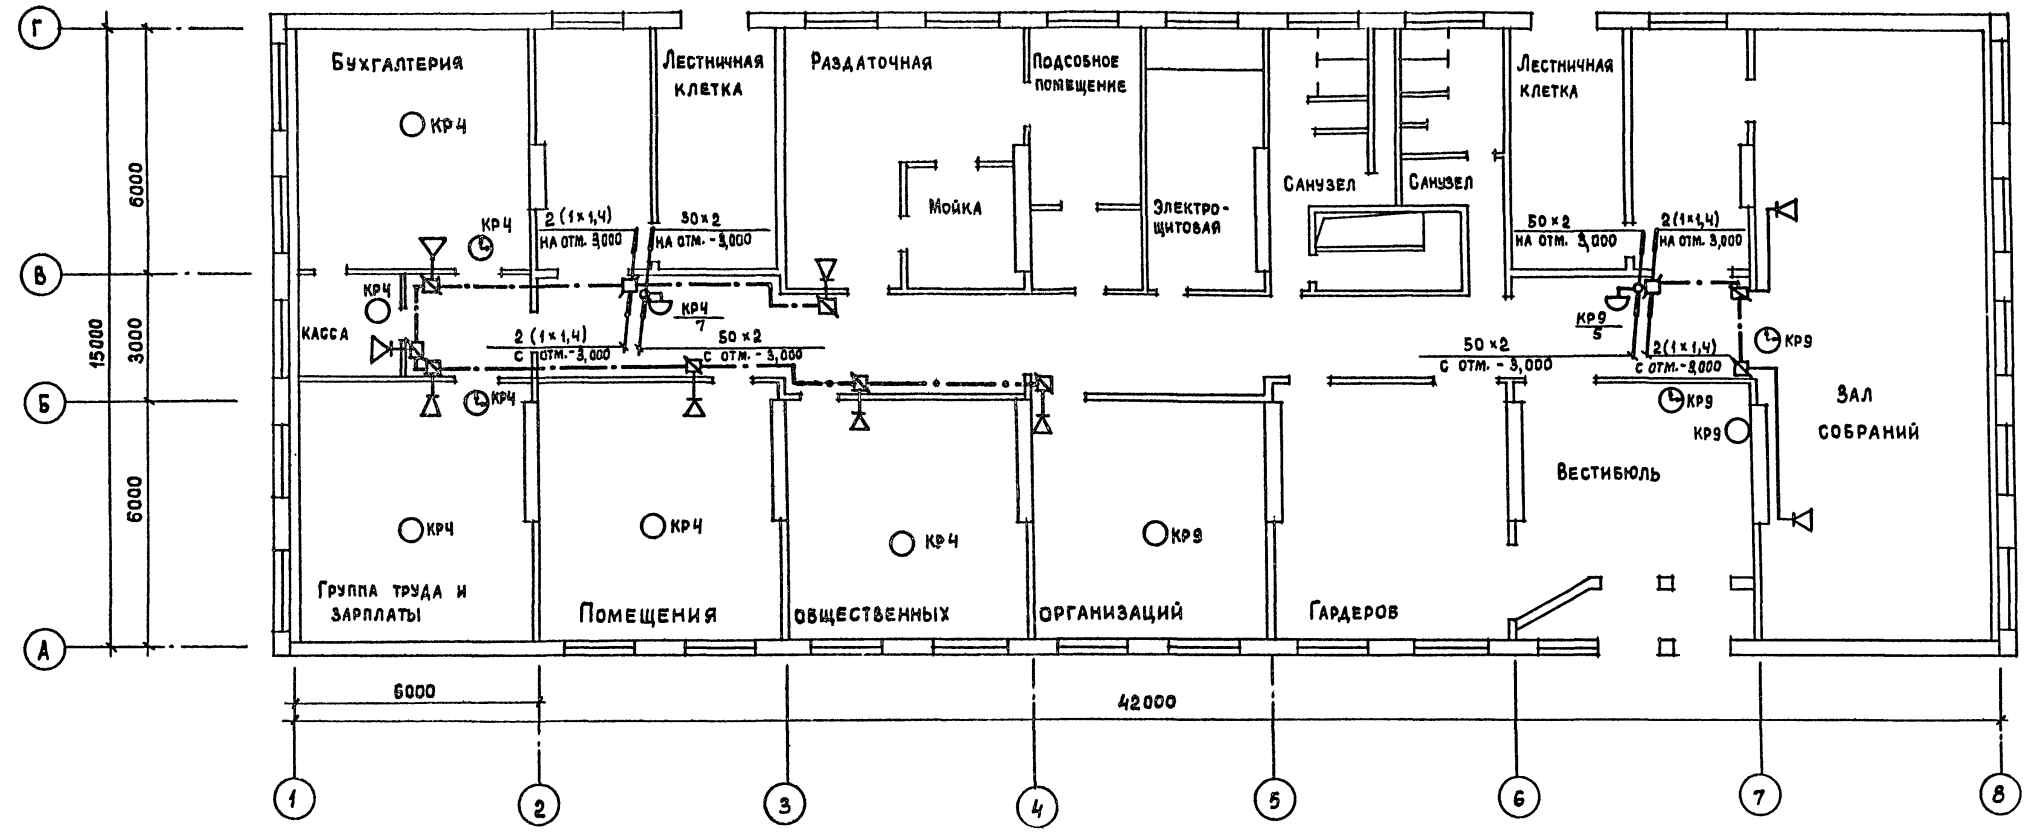 Г
Бухгалтерия
Лестничная
клетка
Раздаточная
Подсобное
помещение
Лестничная
клетка
КР4
6000
Мойка
Электро-
щитовая
Санузел
Санузел
КР4
2 (1×1,4)
на отм. 3,000
50×2
на отм. -3,000
50×2
на отм. 3,000
2(1×1,4)
на отм. 3,000
В
КР4
касса
15000
3000
КР4
7
КР9
5
КР9
2 (1×1,4)
с отм. -3,000
50×2
с отм. -3,000
50×2
с отм. -3,000
2(1×1,4)
с отм. -3,000
Б
КР4
КР9
КР9
Зал
собраний
Вестибюль
6000
КР4
КР4
КР4
КР9
Группа труда и
зарплаты
Помещения
общественных
организаций
Гардероб
А
6000
42000
1
2
3
4
5
6
7
8